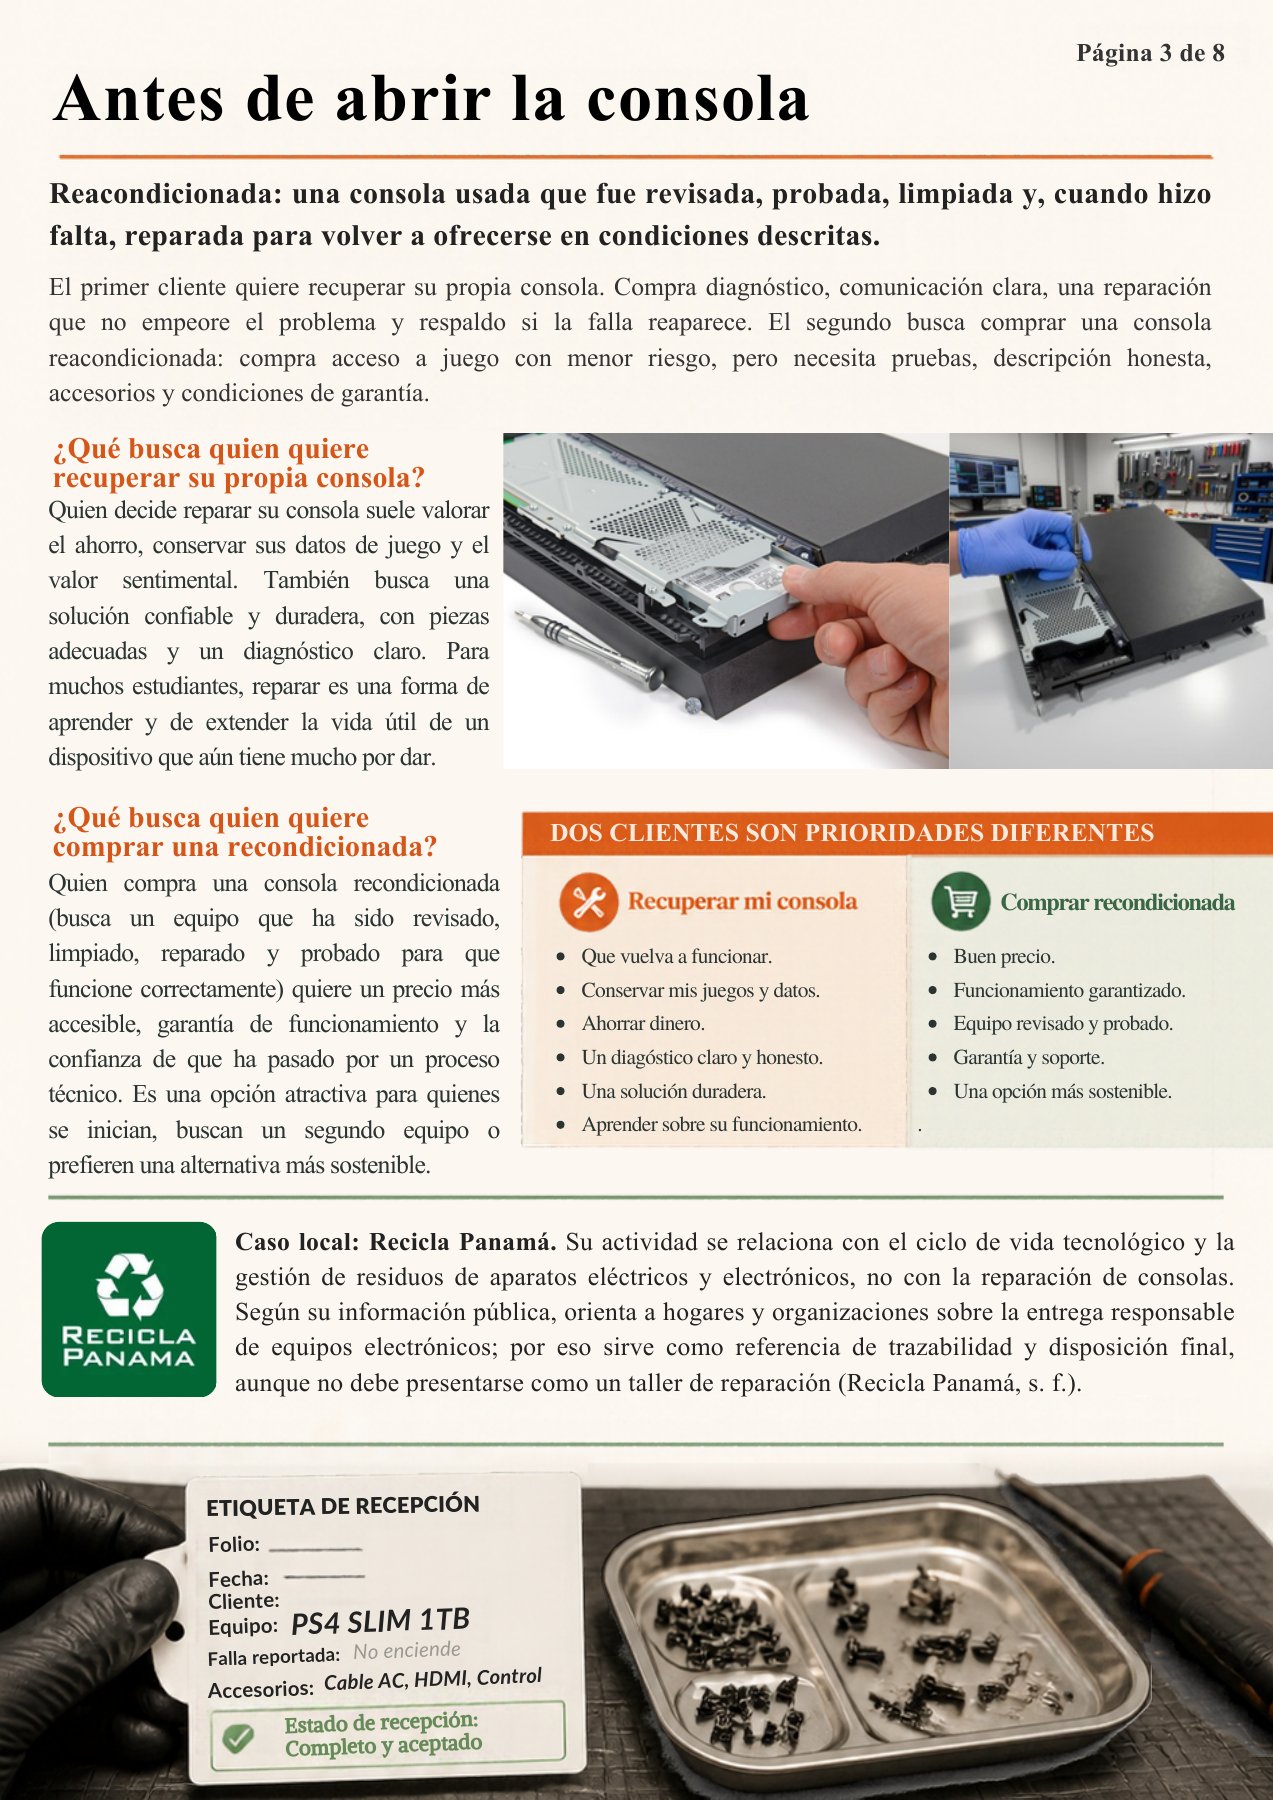 Página 3 de 8
Antes de abrir la consola
Reacondicionada: una consola usada que fue revisada, probada, limpiada y, cuando hizo
falta, reparada para volver a ofrecerse en condiciones descritas.
El primer cliente quiere recuperar su propia consola. Compra diagnóstico, comunicación clara, una reparación
que no empeore el problema y respaldo si la falla reaparece. El segundo busca comprar una consola
reacondicionada: compra acceso a juego con menor riesgo, pero necesita pruebas, descripción honesta,
accesorios y condiciones de garantía.
¿Qué busca quien quiere
recuperar su propia consola?
Quien decide reparar su consola suele valorar
el ahorro, conservar sus datos de juego y el
valor sentimental. También busca una
solución confiable y duradera, con piezas
adecuadas y un diagnóstico claro. Para
muchos estudiantes, reparar es una forma de
aprender y de extender la vida útil de un
dispositivo que aún tiene mucho por dar.
¿Qué busca quien quiere
comprar una recondicionada?
Quien compra una consola recondicionada
(busca un equipo que ha sido revisado,
limpiado, reparado y probado para que
funcione correctamente) quiere un precio más
accesible, garantía de funcionamiento y la
confianza de que ha pasado por un proceso
técnico. Es una opción atractiva para quienes
se inician, buscan un segundo equipo o
prefieren una alternativa más sostenible.
DOS CLIENTES SON PRIORIDADES DIFERENTES
Recuperar mi consola
• Que vuelva a funcionar.
• Conservar mis juegos y datos.
• Ahorrar dinero.
• Un diagóstico claro y honesto.
• Una solución duradera.
• Aprender sobre su funcionamiento.
Comprar recondicionada
• Buen precio.
• Funcionamiento garantizado.
• Equipo revisado y probado.
• Garantía y soporte.
• Una opción más sostenible.
.
RECICLA
PANAMA
Caso local: Recicla Panamá. Su actividad se relaciona con el ciclo de vida tecnológico y la
gestión de residuos de aparatos eléctricos y electrónicos, no con la reparación de consolas.
Según su información pública, orienta a hogares y organizaciones sobre la entrega responsable
de equipos electrónicos; por eso sirve como referencia de trazabilidad y disposición final,
aunque no debe presentarse como un taller de reparación (Recicla Panamá, s. f.).
ETIQUETA DE RECEPCIÓN
Folio:
Fecha:
Cliente:
Equipo: PS4 SLIM 1TB
Falla reportada: No enciende
Accesorios: Cable AC, HDMI, Control
Estado de recepción:
Completo y aceptado